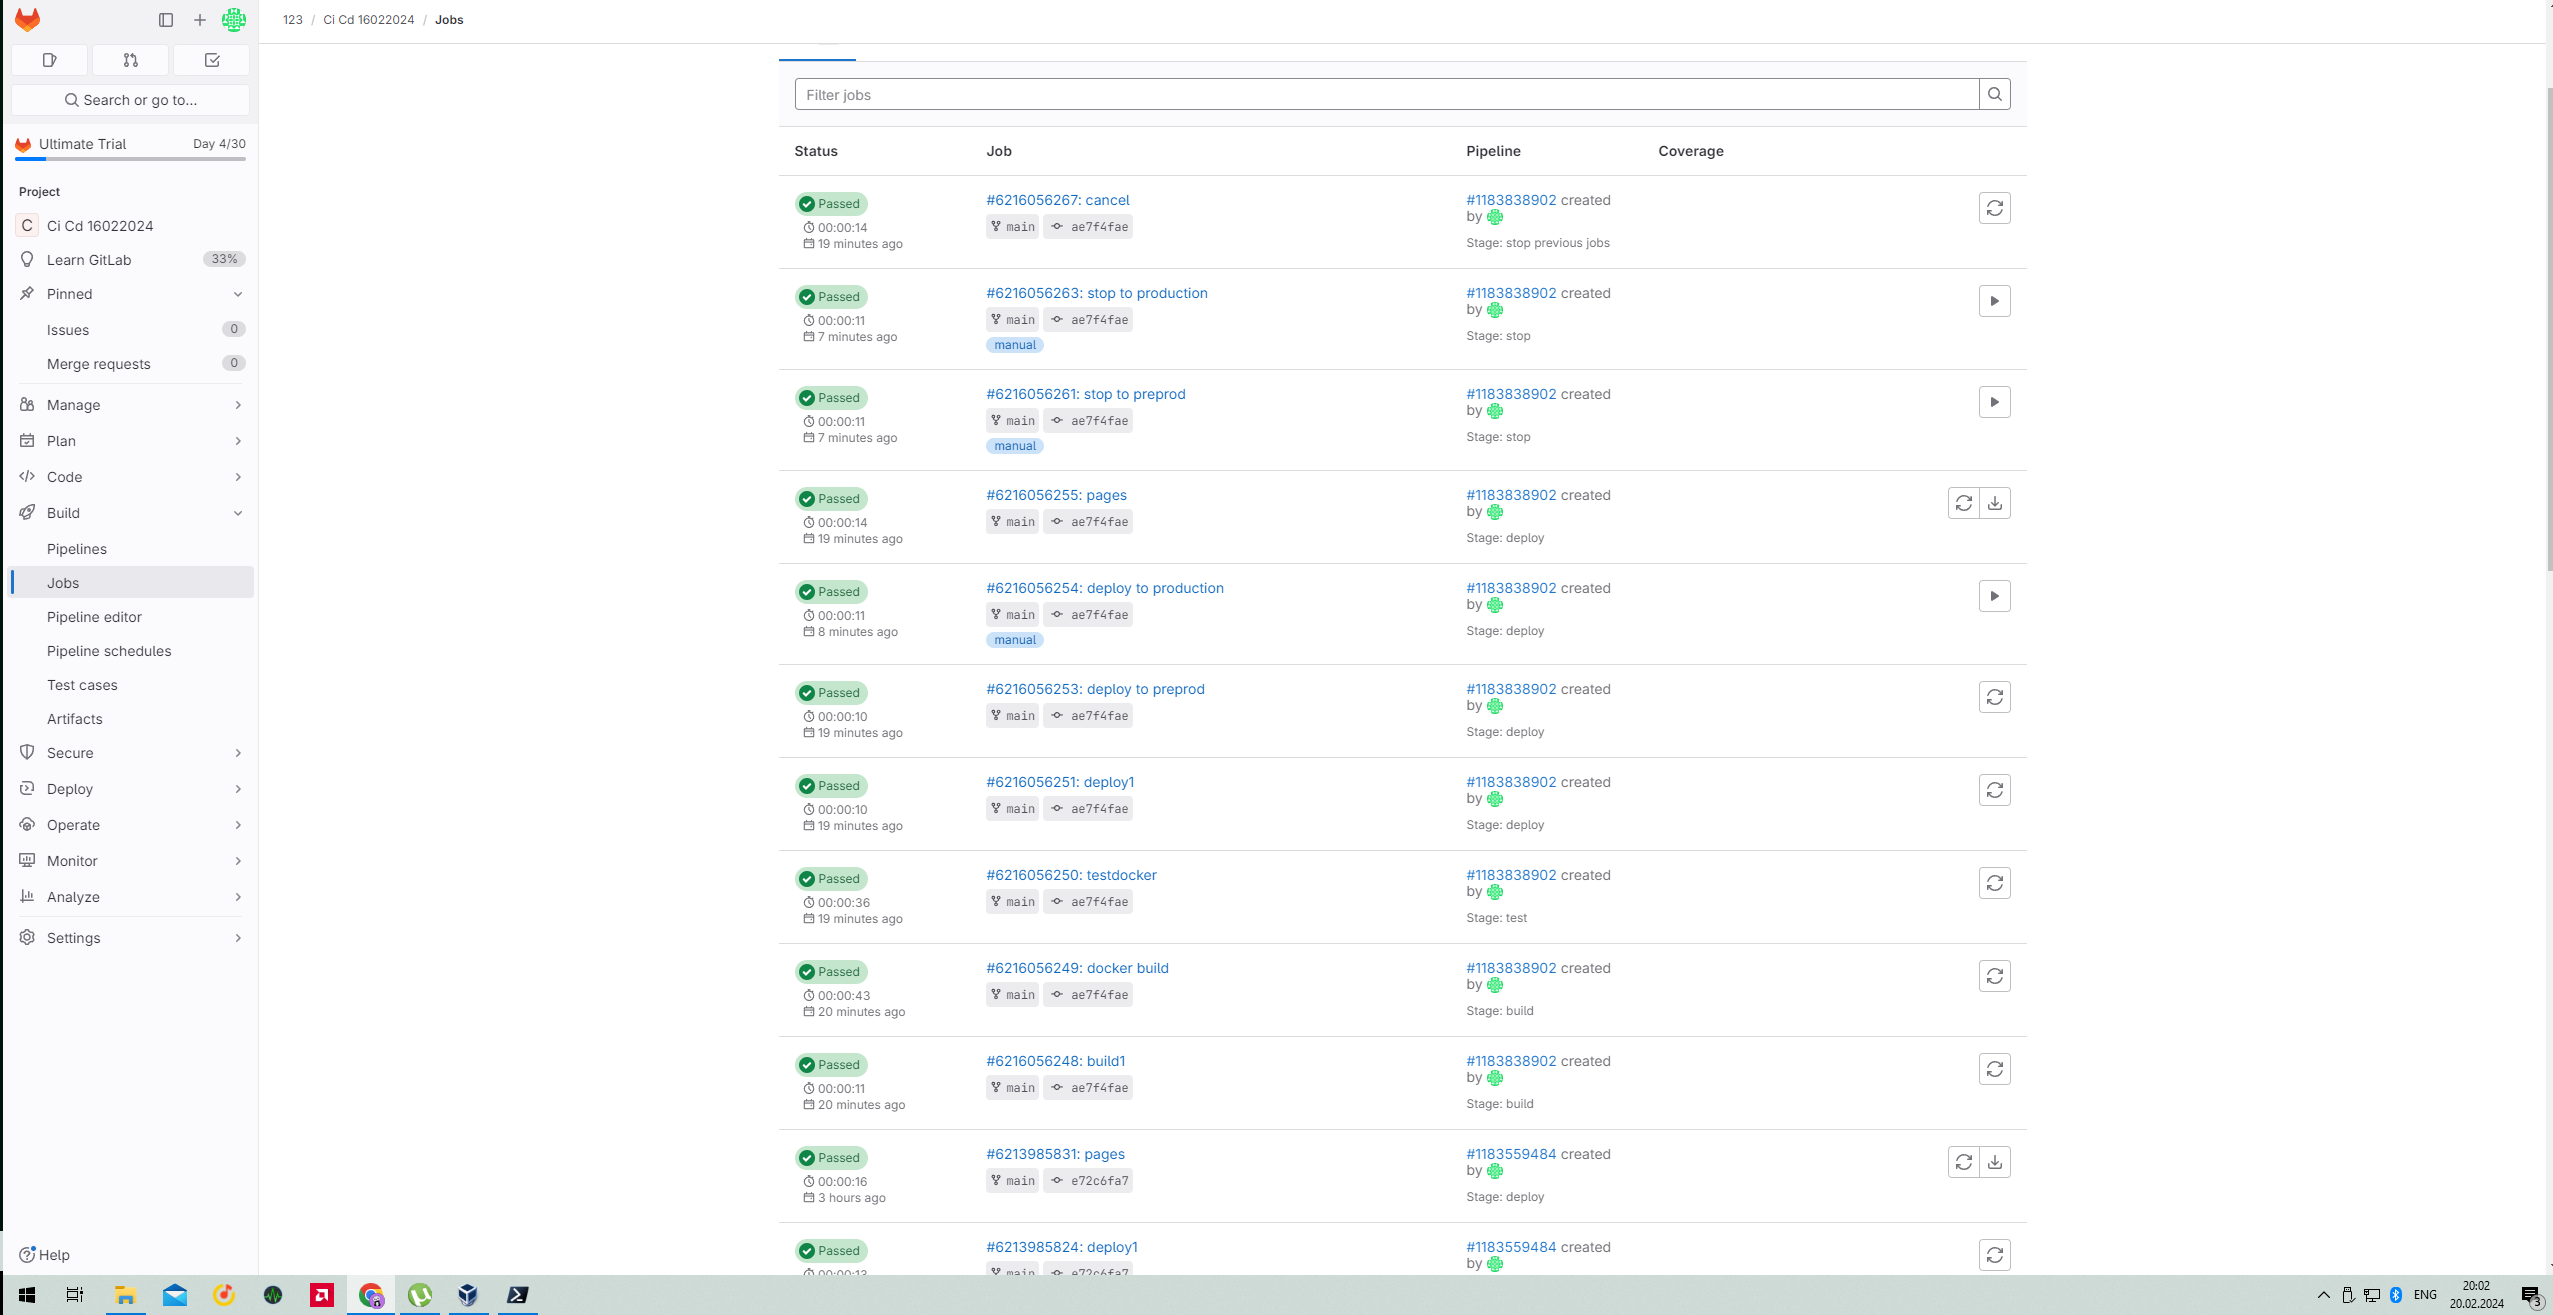 123 / Ci Cd 16022024 / Jobs
Search or go to...
Ultimate Trial Day 4/30
Project
C Ci Cd 16022024
Learn GitLab 33%
Pinned
Issues 0
Merge requests 0
Manage
Plan
Code
Build
Pipelines
Jobs
Pipeline editor
Pipeline schedules
Test cases
Artifacts
Secure
Deploy
Operate
Monitor
Analyze
Settings
Help
Filter jobs
Status Job Pipeline Coverage
Passed #6216056267: cancel #1183838902 created
by
00:00:14 main ae7f4fae
19 minutes ago Stage: stop previous jobs
Passed #6216056263: stop to production #1183838902 created
by
00:00:11 main ae7f4fae
7 minutes ago Stage: stop
manual
Passed #6216056261: stop to preprod #1183838902 created
by
00:00:11 main ae7f4fae
7 minutes ago Stage: stop
manual
Passed #6216056255: pages #1183838902 created
by
00:00:14 main ae7f4fae
19 minutes ago Stage: deploy
Passed #6216056254: deploy to production #1183838902 created
by
00:00:11 main ae7f4fae
8 minutes ago Stage: deploy
manual
Passed #6216056253: deploy to preprod #1183838902 created
by
00:00:10 main ae7f4fae
19 minutes ago Stage: deploy
Passed #6216056251: deploy1 #1183838902 created
by
00:00:10 main ae7f4fae
19 minutes ago Stage: deploy
Passed #6216056250: testdocker #1183838902 created
by
00:00:36 main ae7f4fae
19 minutes ago Stage: test
Passed #6216056249: docker build #1183838902 created
by
00:00:43 main ae7f4fae
20 minutes ago Stage: build
Passed #6216056248: build1 #1183838902 created
by
00:00:11 main ae7f4fae
20 minutes ago Stage: build
Passed #6213985831: pages #1183559484 created
by
00:00:16 main e72c6fa7
3 hours ago Stage: deploy
Passed #6213985824: deploy1 #1183559484 created
by
00:00:13 main e72c6fa7
ENG 20:02
20.02.2024 3